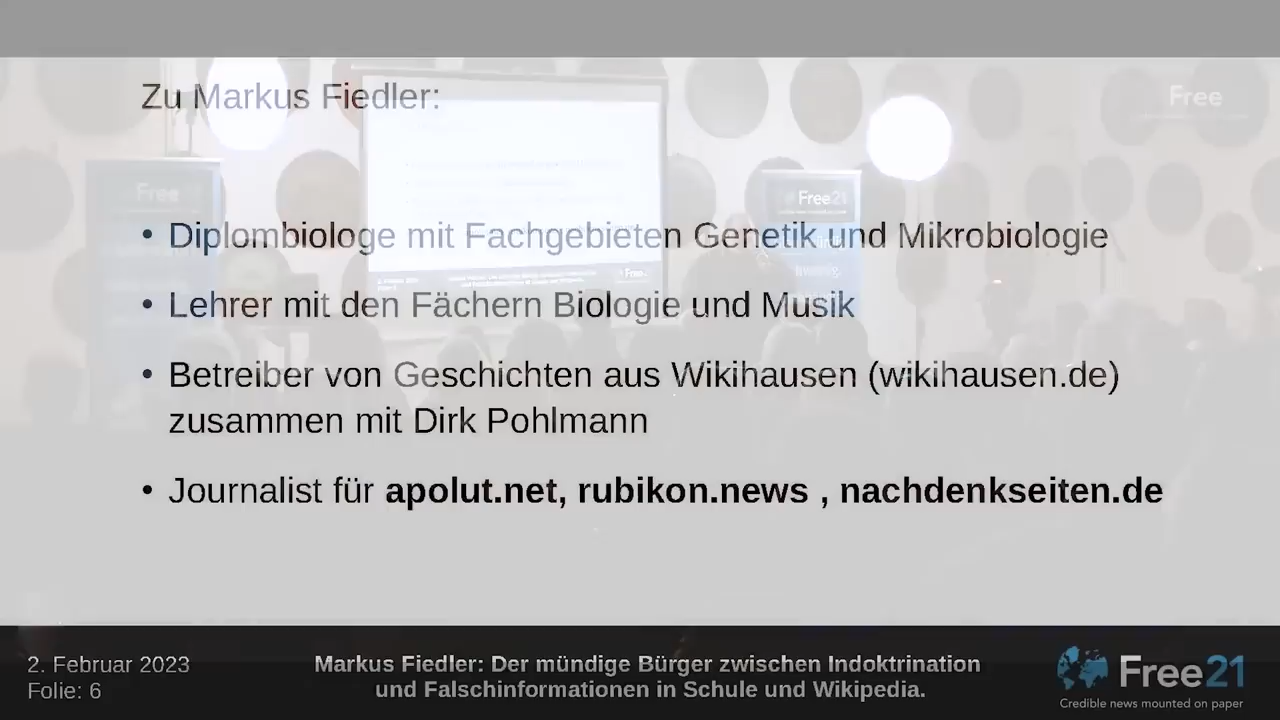 Zu Markus Fiedler:
Free
Free
Free21
• Diplombiologe mit Fachgebieten Genetik und Mikrobiologie
• Lehrer mit den Fächern Biologie und Musik
• Betreiber von Geschichten aus Wikihausen (wikihausen.de)
zusammen mit Dirk Pohlmann
• Journalist für apolut.net, rubikon.news , nachdenkseiten.de
2. Februar 2023
Folie: 6
Markus Fiedler: Der mündige Bürger zwischen Indoktrination
und Falschinformationen in Schule und Wikipedia.
Free21
Credible news mounted on paper